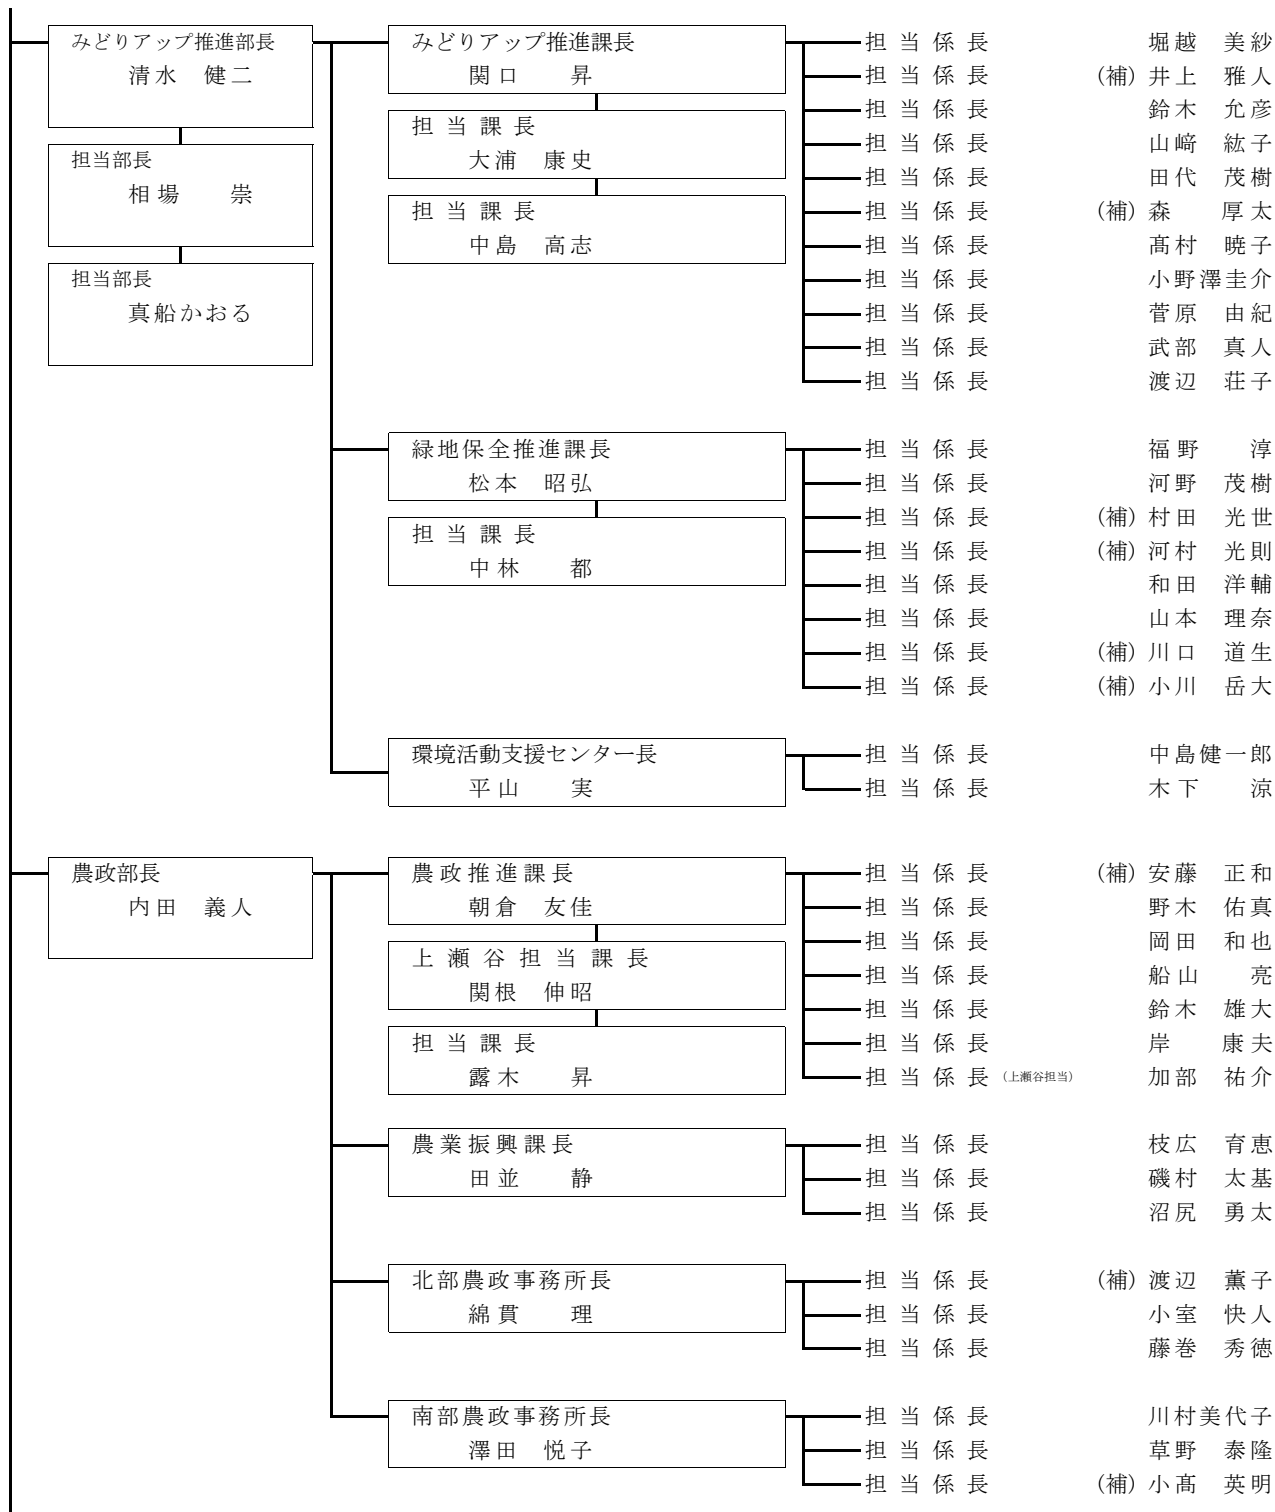 みどりアップ推進部長
清水　健二
担当部長
相場　　崇
担当部長
真船かおる
みどりアップ推進課長
関口　　昇
担当課長
大浦　康史
担当課長
中島　高志
担当係長　堀越　美紗
担当係長　(補) 井上　雅人
担当係長　鈴木　允彦
担当係長　山﨑　紘子
担当係長　田代　茂樹
担当係長　(補) 森　　厚太
担当係長　髙村　暁子
担当係長　小野澤圭介
担当係長　菅原　由紀
担当係長　武部　真人
担当係長　渡辺　荘子
緑地保全推進課長
松本　昭弘
担当課長
中林　　都
担当係長　福野　　淳
担当係長　河野　茂樹
担当係長　(補) 村田　光世
担当係長　(補) 河村　光則
担当係長　和田　洋輔
担当係長　山本　理奈
担当係長　(補) 川口　道生
担当係長　(補) 小川　岳大
環境活動支援センター長
平山　　実
担当係長　中島健一郎
担当係長　木下　　涼
農政部長
内田　義人
農政推進課長
朝倉　友佳
上瀬谷担当課長
関根　伸昭
担当課長
露木　　昇
担当係長　(補) 安藤　正和
担当係長　野木　佑真
担当係長　岡田　和也
担当係長　船山　　亮
担当係長　鈴木　雄大
担当係長　岸　　康夫
担当係長 (上瀬谷担当)　加部　祐介
農業振興課長
田並　　静
担当係長　枝広　育恵
担当係長　磯村　太基
担当係長　沼尻　勇太
北部農政事務所長
綿貫　　理
担当係長　(補) 渡辺　薫子
担当係長　小室　快人
担当係長　藤巻　秀徳
南部農政事務所長
澤田　悦子
担当係長　川村美代子
担当係長　草野　泰隆
担当係長　(補) 小髙　英明